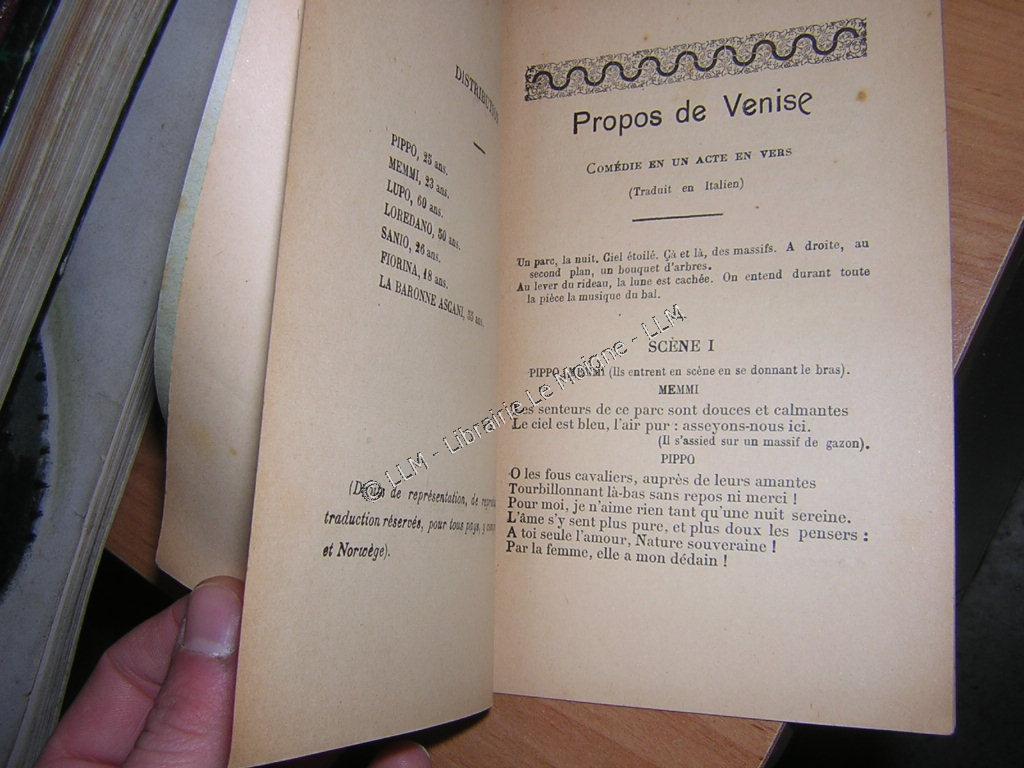 DISTRIBUTION
PIPPO, 25 ans.
MEMMI, 23 ans.
LUPO, 60 ans.
LOREDANO, 50 ans.
SANIO, 26 ans.
FIORINA, 18 ans.
LA BARONNE ASCANI, 35 ans.
(Droits de représentation, de
traduction réservés, pour tous pays, y
et Norwège).
Propos de Venise
COMÉDIE EN UN ACTE EN VERS
(Traduit en Italien)
Un parc, la nuit. Ciel étoilé. Çà et là, des massifs. A droite, au
second plan, un bouquet d'arbres.
Au lever du rideau, la lune est cachée. On entend durant toute
la pièce la musique du bal.
SCÈNE I
PIPPO, MEMMI (Ils entrent en scène en se donnant le bras).
MEMMI
Les senteurs de ce parc sont douces et calmantes
Le ciel est bleu, l'air pur : asseyons-nous ici.
(Il s'assied sur un massif de gazon).
PIPPO
O les fous cavaliers, auprès de leurs amantes
Tourbillonnant là-bas sans repos ni merci !
Pour moi, je n'aime rien tant qu'une nuit sereine.
L'âme s'y sent plus pure, et plus doux les pensers :
A toi seule l'amour, Nature souveraine !
Par la femme, elle a mon dédain !
© LLM - Librairie Le Moigne - LLM